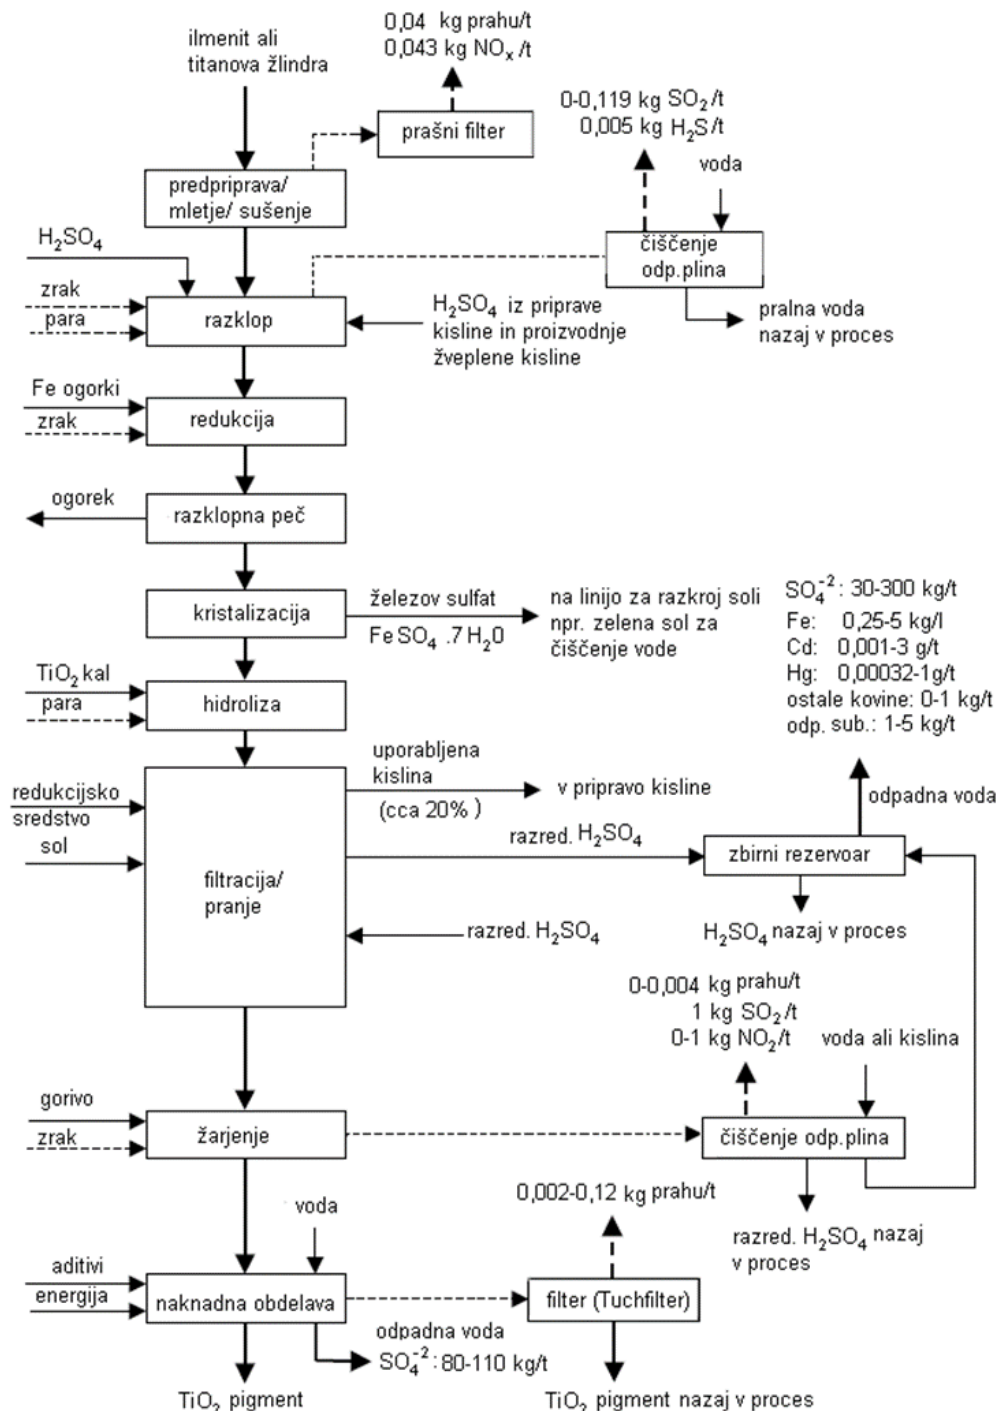 ilmenit ali
titanova žlindra
0,04 kg prahu/t
0,043 kg NOₓ/t
prašni filter
0-0,119 kg SO₂/t
0,005 kg H₂S/t
voda
predpriprava/
mletje/ sušenje
čiščenje
odp.plina
H₂SO₄
zrak
para
razklop
H₂SO₄ iz priprave
kisline in proizvodnje
žveplene kisline
pralna voda
nazaj v proces
Fe ogorki
zrak
redukcija
ogorek
razklopna peč
kristalizacija
železov sulfat
FeSO₄ .7H₂0
na linijo za razkroj soli
npr. zelena sol za
čiščenje vode
SO₄⁻²: 30-300 kg/t
Fe: 0,25-5 kg/l
Cd: 0,001-3 g/t
Hg: 0,00032-1g/t
ostale kovine: 0-1 kg/t
odp. sub.: 1-5 kg/t
TiO₂ kal
para
hidroliza
redukcijsko
sredstvo
sol
filtracija/
pranje
uporabljena
kislina
(cca 20% )
v pripravo kisline
odpadna voda
razred. H₂SO₄
zbirni rezervoar
razred. H₂SO₄
H₂SO₄ nazaj v proces
0-0,004 kg prahu/t
1 kg SO₂/t
0-1 kg NO₂/t
voda ali kislina
gorivo
zrak
žarjenje
čiščenje odp.plina
razred. H₂SO₄ nazaj
v proces
0,002-0,12 kg prahu/t
voda
aditivi
energija
naknadna obdelava
filter (Tuchfilter)
odpadna voda
SO₄⁻²: 80-110 kg/t
TiO₂ pigment
TiO₂ pigment nazaj v proces